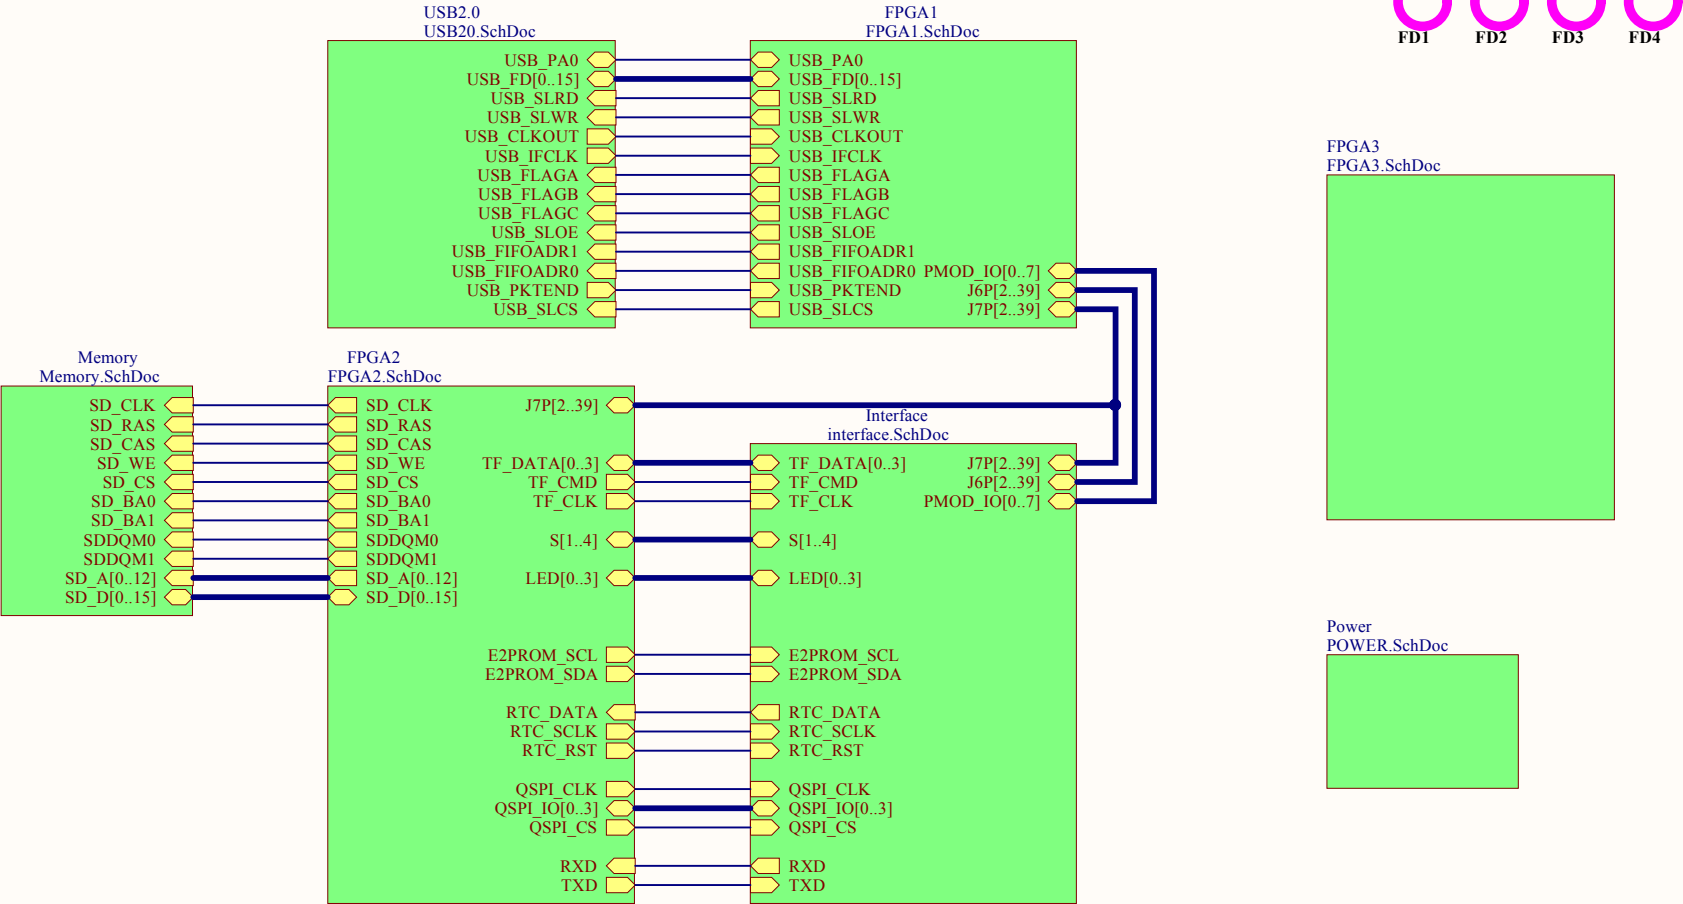 USB2.0
USB20.SchDoc
USB_PA0
USB_FD[0..15]
USB_SLRD
USB_SLWR
USB_CLKOUT
USB_IFCLK
USB_FLAGA
USB_FLAGB
USB_FLAGC
USB_SLOE
USB_FIFOADR1
USB_FIFOADR0
USB_PKTEND
USB_SLCS
FPGA1
FPGA1.SchDoc
USB_PA0
USB_FD[0..15]
USB_SLRD
USB_SLWR
USB_CLKOUT
USB_IFCLK
USB_FLAGA
USB_FLAGB
USB_FLAGC
USB_SLOE
USB_FIFOADR1
USB_FIFOADR0 PMOD_IO[0..7]
USB_PKTEND J6P[2..39]
USB_SLCS J7P[2..39]
FD1 FD2 FD3 FD4
FPGA3
FPGA3.SchDoc
Memory
Memory.SchDoc
SD_CLK
SD_RAS
SD_CAS
SD_WE
SD_CS
SD_BA0
SD_BA1
SDDQM0
SDDQM1
SD_A[0..12]
SD_D[0..15]
FPGA2
FPGA2.SchDoc
SD_CLK J7P[2..39]
SD_RAS
SD_CAS
SD_WE TF_DATA[0..3]
SD_CS TF_CMD
SD_BA0 TF_CLK
SD_BA1
SDDQM0 S[1..4]
SDDQM1
SD_A[0..12] LED[0..3]
SD_D[0..15]
E2PROM_SCL
E2PROM_SDA
RTC_DATA
RTC_SCLK
RTC_RST
QSPI_CLK
QSPI_IO[0..3]
QSPI_CS
RXD
TXD
Interface
interface.SchDoc
TF_DATA[0..3] J7P[2..39]
TF_CMD J6P[2..39]
TF_CLK PMOD_IO[0..7]
S[1..4]
LED[0..3]
E2PROM_SCL
E2PROM_SDA
RTC_DATA
RTC_SCLK
RTC_RST
QSPI_CLK
QSPI_IO[0..3]
QSPI_CS
RXD
TXD
Power
POWER.SchDoc